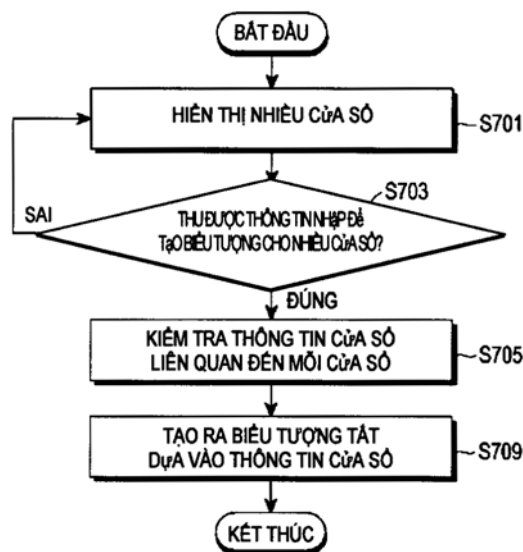 BẮT ĐẦU
HIỂN THỊ NHIỀU CỬA SỔ
S701
S703
SAI
THU ĐƯỢC THÔNG TIN NHẬP ĐỂ
TẠO BIỂU TƯỢNG CHO NHIỀU CỬA SỔ?
ĐÚNG
KIỂM TRA THÔNG TIN CỬA SỔ
LIÊN QUAN ĐẾN MỖI CỬA SỔ
S705
TẠO RA BIỂU TƯỢNG TẮT
DỰA VÀO THÔNG TIN CỬA SỔ
S709
KẾT THÚC